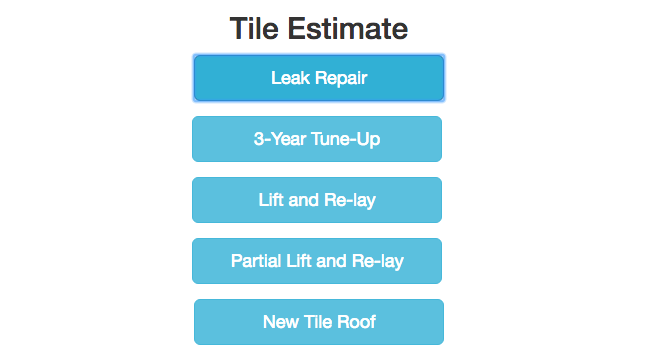 Tile Estimate
Leak Repair
3-Year Tune-Up
Lift and Re-lay
Partial Lift and Re-lay
New Tile Roof